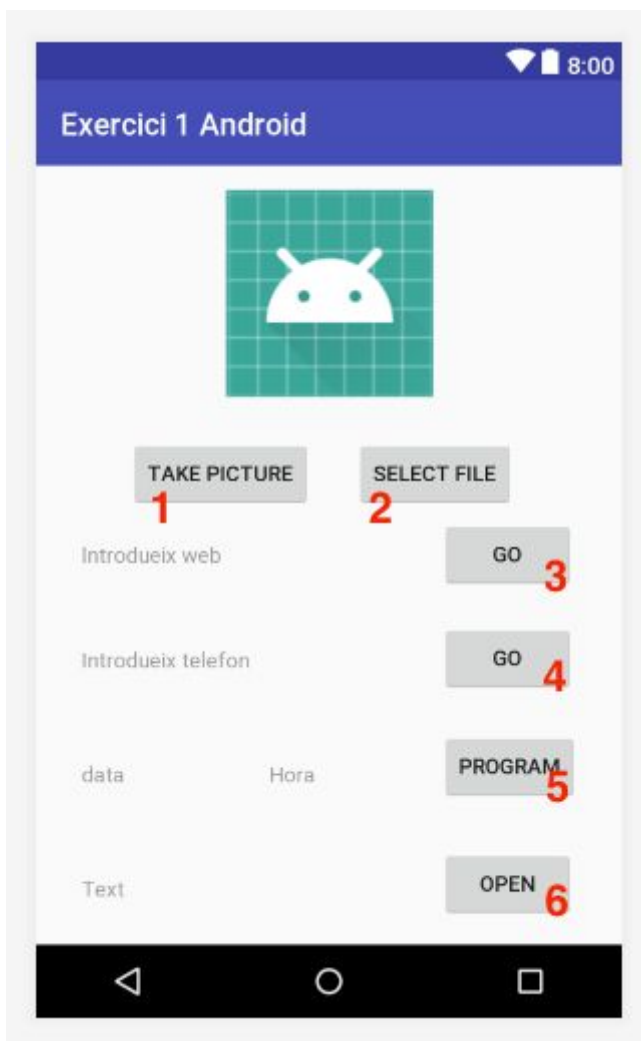 8:00
Exercici 1 Android
TAKE PICTURE SELECT FILE
1 2
Introdueix web GO
3
Introdueix telefon GO
4
data Hora PROGRAM
5
Text OPEN
6